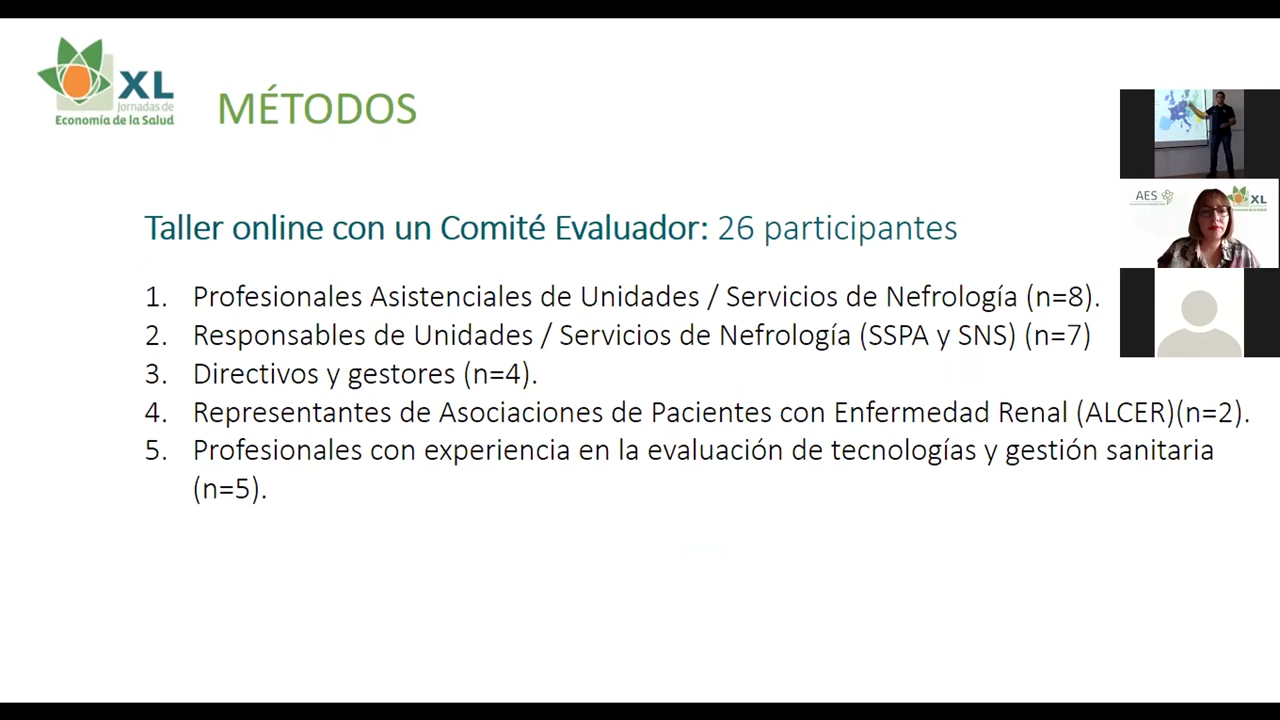 XL
Jornadas de
Economía de la Salud
MÉTODOS
Taller online con un Comité Evaluador: 26 participantes
1. Profesionales Asistenciales de Unidades / Servicios de Nefrología (n=8).
2. Responsables de Unidades / Servicios de Nefrología (SSPA y SNS) (n=7)
3. Directivos y gestores (n=4).
4. Representantes de Asociaciones de Pacientes con Enfermedad Renal (ALCER)(n=2).
5. Profesionales con experiencia en la evaluación de tecnologías y gestión sanitaria
(n=5).
AES
XL